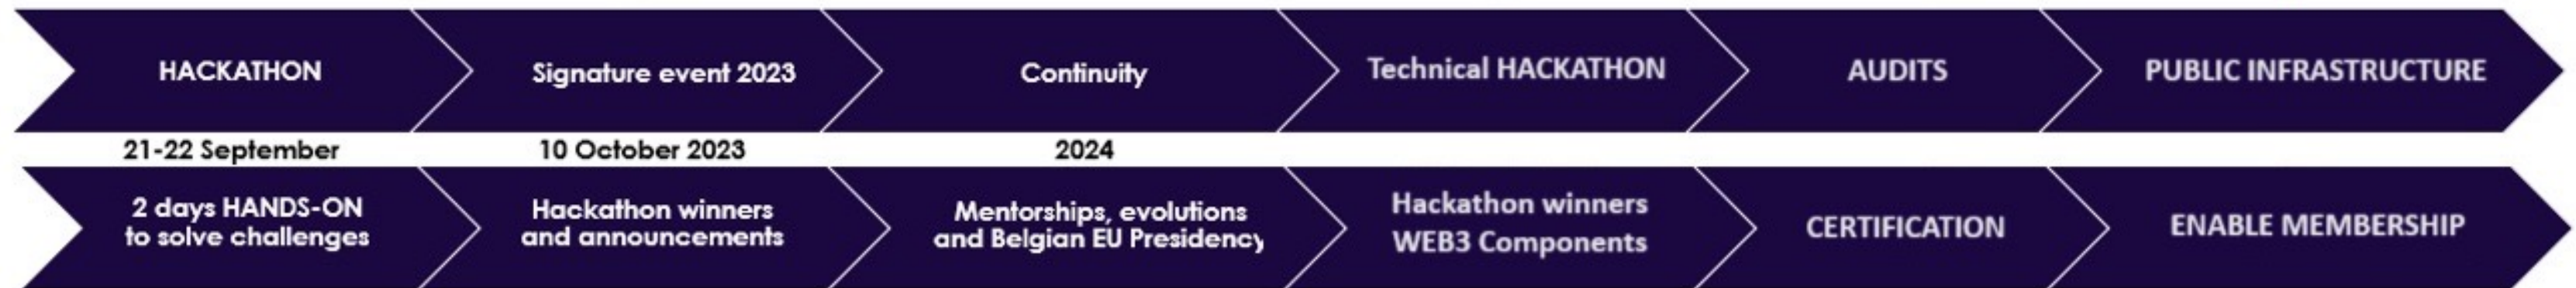 HACKATHON
Signature event 2023
Continuity
Technical HACKATHON
AUDITS
PUBLIC INFRASTRUCTURE
21-22 September
10 October 2023
2024
2 days HANDS-ON
to solve challenges
Hackathon winners
and announcements
Mentorships, evolutions
and Belgian EU Presidency
Hackathon winners
WEB3 Components
CERTIFICATION
ENABLE MEMBERSHIP